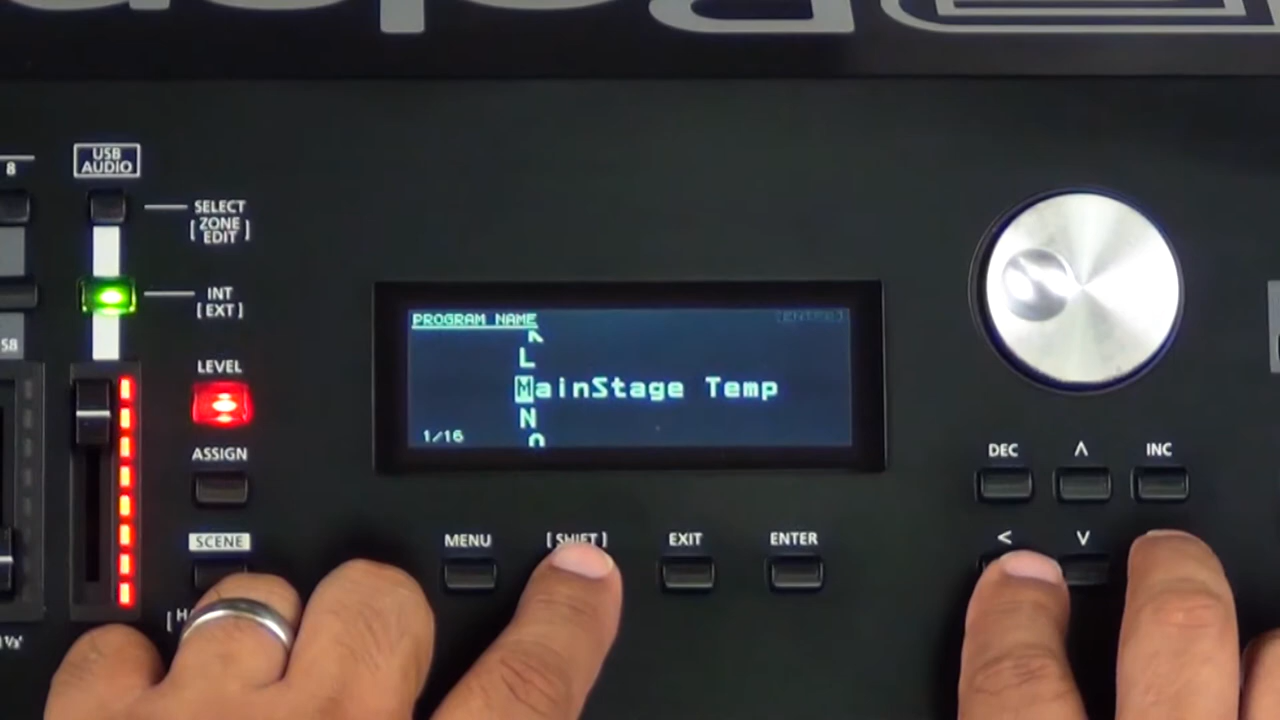 8
USB
AUDIO
SELECT
[ZONE
EDIT]
INT
[EXT]
LEVEL
ASSIGN
SCENE
PROGRAM NAME
[ENTER]
L
MainStage Temp
N
1/16
MENU
[SHIFT]
EXIT
ENTER
DEC
∧
INC
<
∨